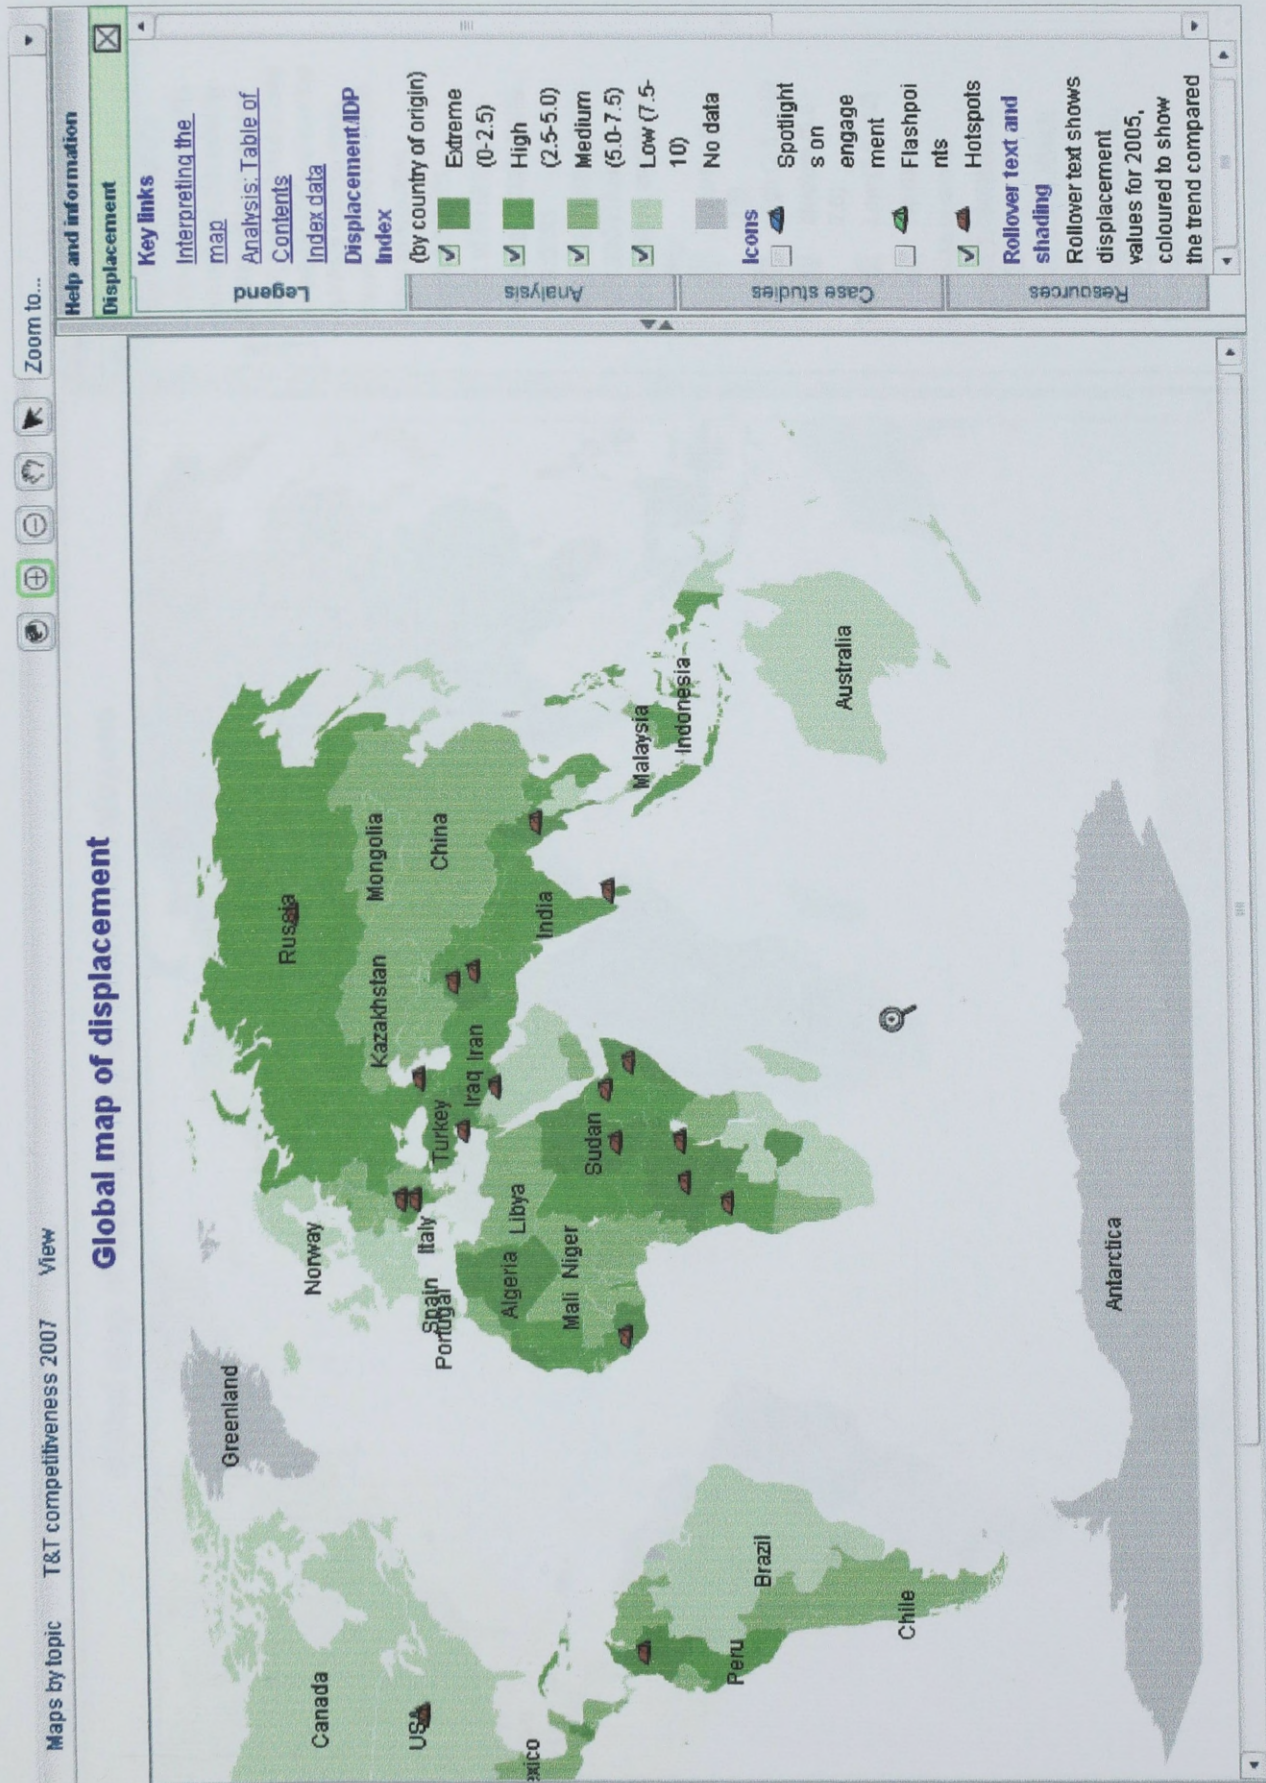 Maps by topic
T&T competitiveness 2007
View
Zoom to...
Global map of displacement
Help and information
Displacement
Legend
Analysis
Case studies
Resources
Key links
Interpreting the
map
Analysis: Table of
Contents
Index data
Displacement/IDP
Index
(by country of origin)
Extreme
(0-2.5)
High
(2.5-5.0)
Medium
(5.0-7.5)
Low (7.5-
10)
No data
Icons
Spotlight
s on
engage
ment
Flashpoi
nts
Hotspots
Rollover text and
shading
Rollover text shows
displacement
values for 2005,
coloured to show
the trend compared
Greenland
Russia
Norway
Canada
Kazakhstan
Mongolia
USA
Italy
China
Spain
Portugal
Turkey
Iraq
Iran
Algeria
Libya
exico
India
Mali
Niger
Sudan
Malaysia
Indonesia
Peru
Brazil
Australia
Chile
Antarctica